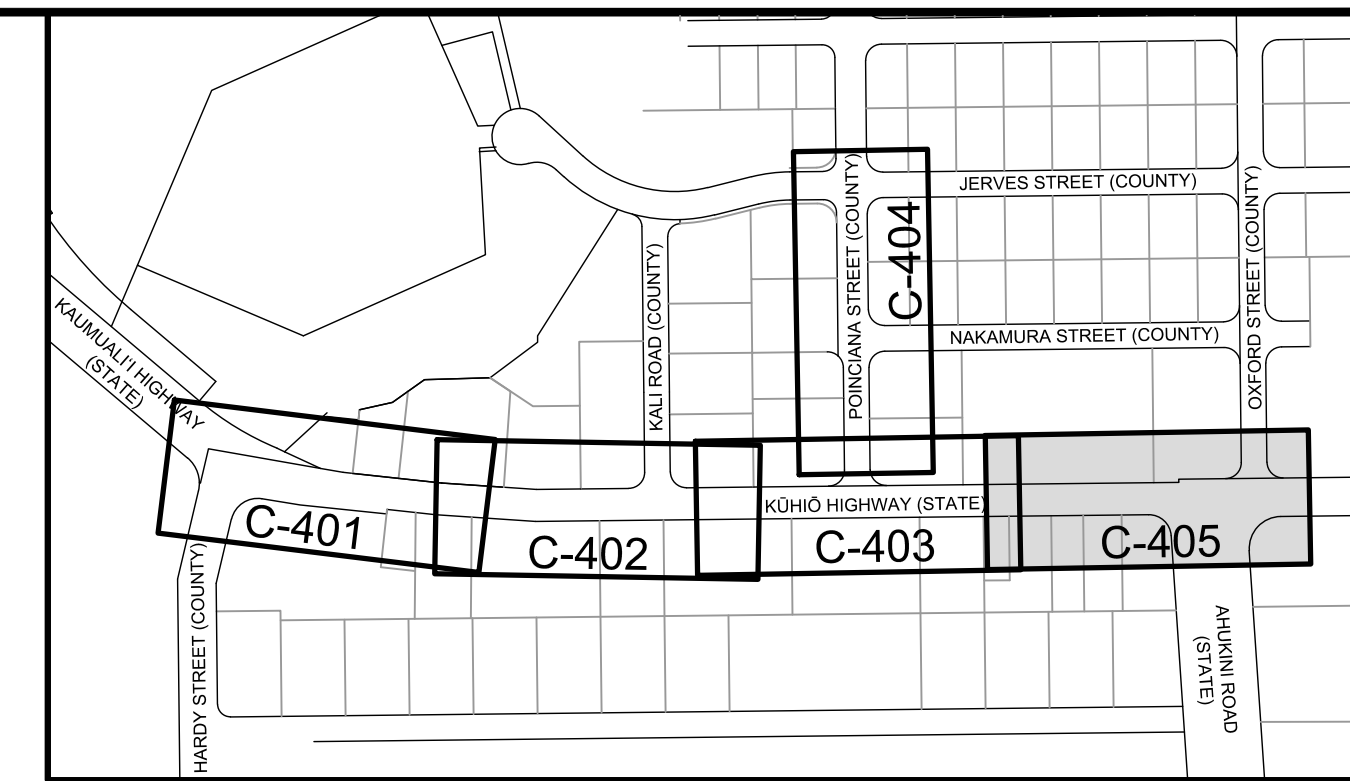 JERVES STREET (COUNTY)
POINCIANA STREET (COUNTY)
C-404
OXFORD STREET (COUNTY)
KALI ROAD (COUNTY)
KAUMUALI'I HIGHWAY
(STATE)
NAKAMURA STREET (COUNTY)
KŪHIŌ HIGHWAY (STATE)
C-401
C-402
C-403
C-405
HARDY STREET (COUNTY)
AHUKINI ROAD
(STATE)